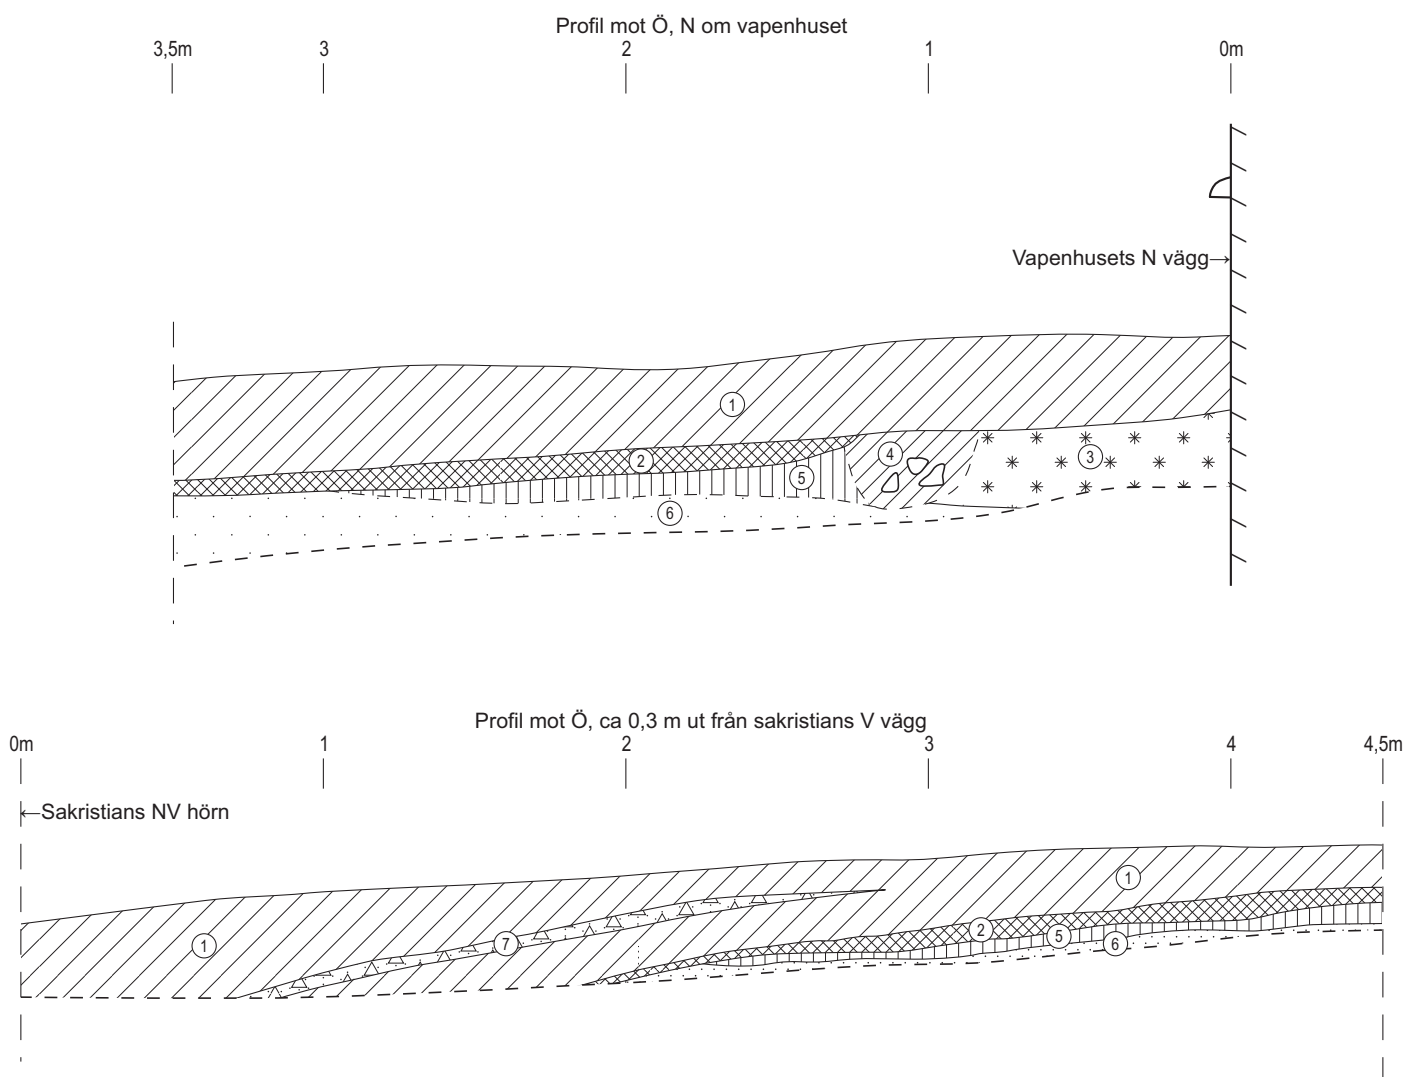 Profil mot Ö, N om vapenhuset
3,5m 3 2 1 0m
Vapenhusets N vägg→
1
2
3
4
5
6
Profil mot Ö, ca 0,3 m ut från sakristians V vägg
0m 1 2 3 4 4,5m
←Sakristians NV hörn
1
1
7
2
5
6